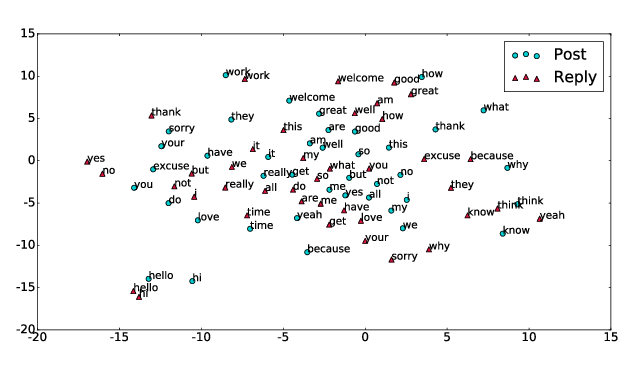 15
10
5
0
-5
-10
-15
-20
-20
-15
-10
-5
0
5
10
15
Post
Reply
work
work
welcome
good
how
great
welcome
am
what
thank
great
well
how
they
sorry
this
are
good
thank
your
am
well
this
have
it
it
my
so
excuse
because
yes
no
excuse
but
we
really
get
what
you
but
no
why
you
not
really
all
do
so
me
yes
not
all
i
they
do
i
are
me
have
my
know
think
think
love
time
time
yeah
get
love
we
know
yeah
because
your
why
sorry
hello
hi
hello
hi